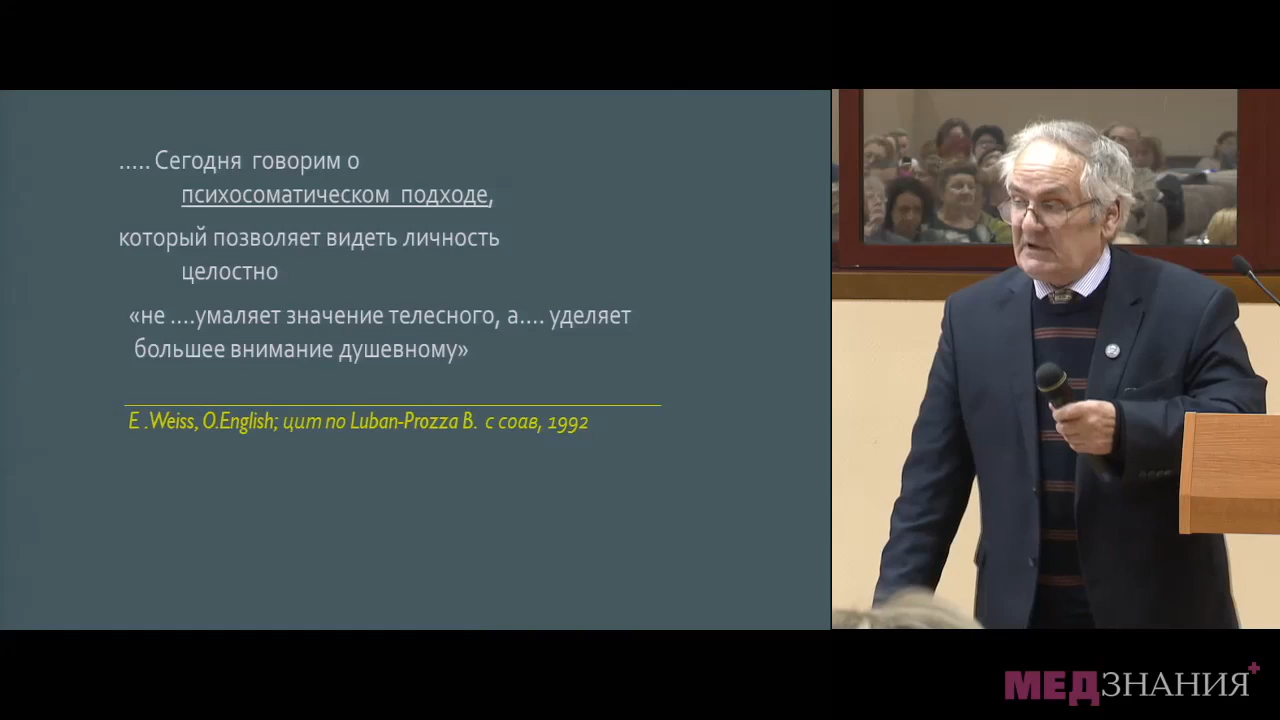 ..... Сегодня говорим о
психосоматическом подходе,
который позволяет видеть личность
целостно
«не ....умаляет значение телесного, а.... уделяет
большее внимание душевному»
E .Weiss, O.English; цит по Luban-Prozza B. с соав, 1992
МЕДЗНАНИЯ+